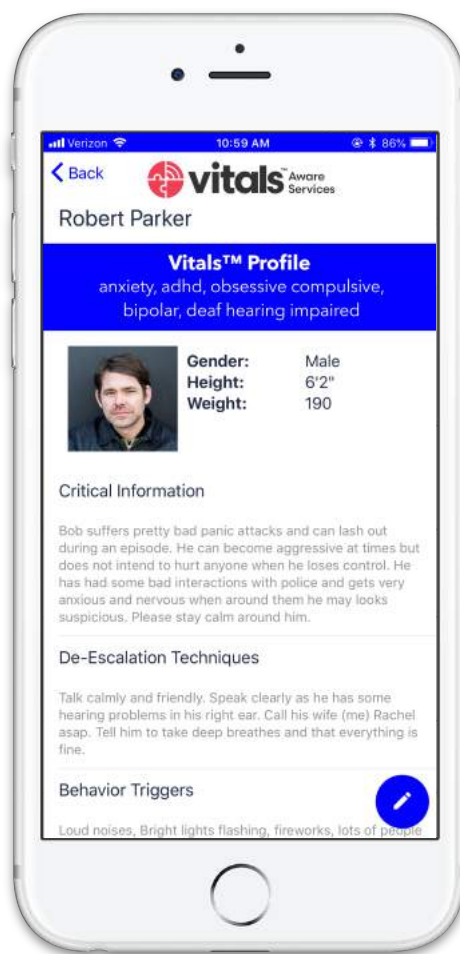 Verizon 10:59 AM 86%
Back vitals™ Aware
Services
Robert Parker
Vitals™ Profile
anxiety, adhd, obsessive compulsive,
bipolar, deaf hearing impaired
Gender: Male
Height: 6'2"
Weight: 190
Critical Information
Bob suffers pretty bad panic attacks and can lash out
during an episode. He can become aggressive at times but
does not intend to hurt anyone when he loses control. He
has had some bad interactions with police and gets very
anxious and nervous when around them he may looks
suspicious. Please stay calm around him.
De-Escalation Techniques
Talk calmly and friendly. Speak clearly as he has some
hearing problems in his right ear. Call his wife (me) Rachel
asap. Tell him to take deep breathes and that everything is
fine.
Behavior Triggers
Loud noises, Bright lights flashing, fireworks, lots of people